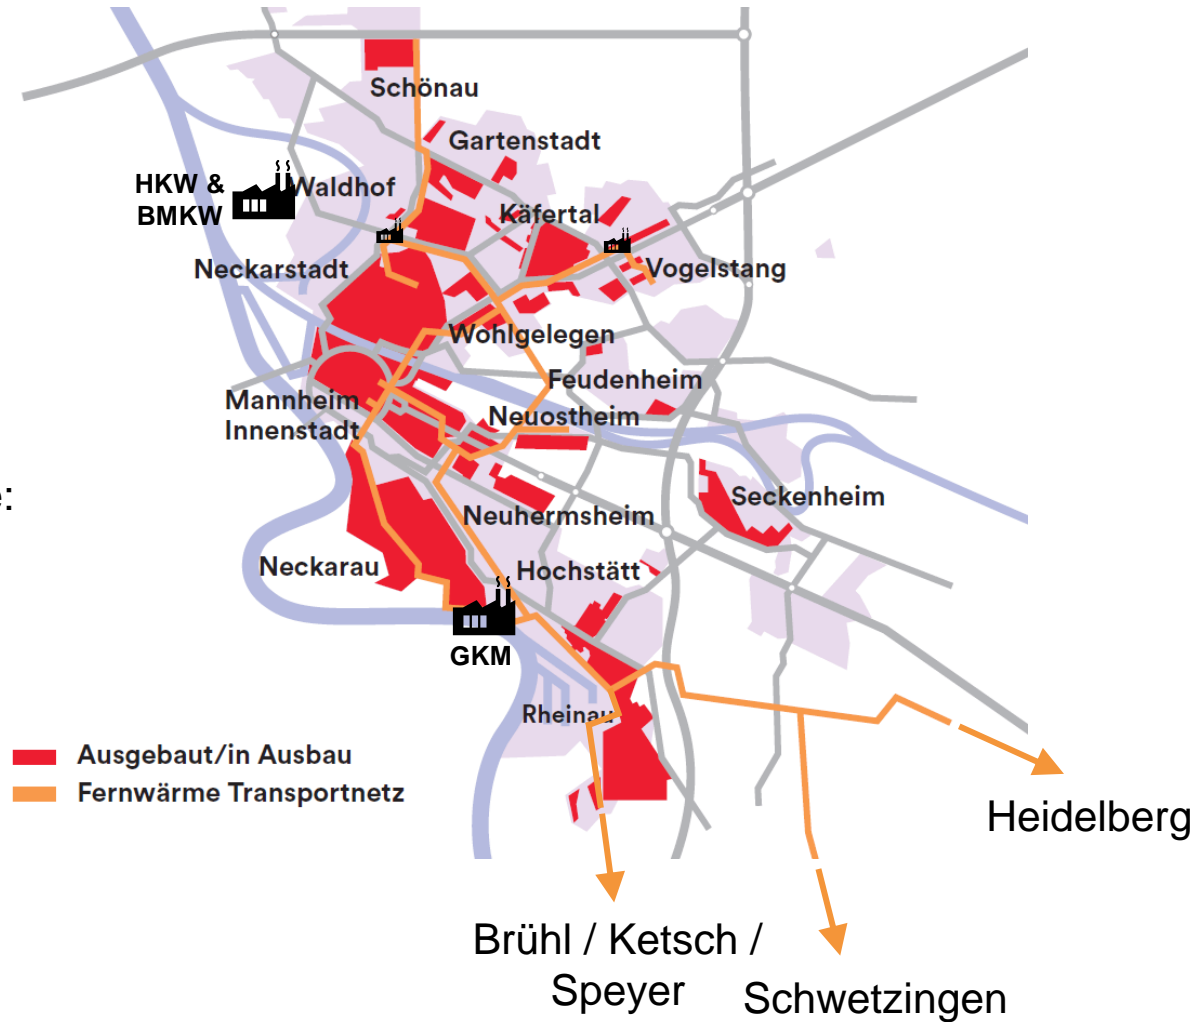 Schönau
Gartenstadt
HKW &
BMKW
Waldhof
Käfertal
Neckarstadt
Vogelstang
Wohlgelegen
Feudenheim
Mannheim
Innenstadt
Neuostheim
e:
Seckenheim
Neuhermsheim
Neckarau
Hochstätt
GKM
Rheinau
Ausgebaut/in Ausbau
Fernwärme Transportnetz
Heidelberg
Brühl / Ketsch /
Speyer
Schwetzingen